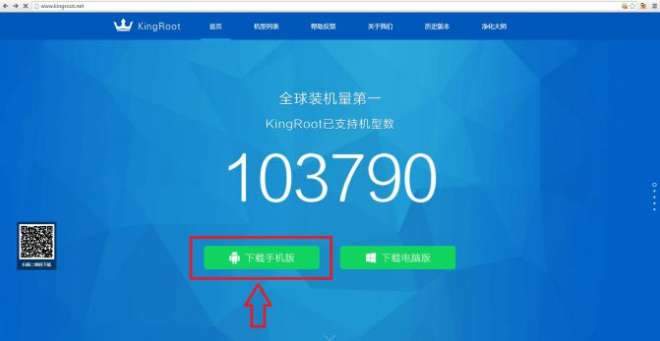 www.kingroot.net
KingRoot 首页 机型列表 帮助反馈 关于我们 历史版本 净化大师
全球装机量第一
KingRoot已支持机型数
103790
下载手机版 下载电脑版